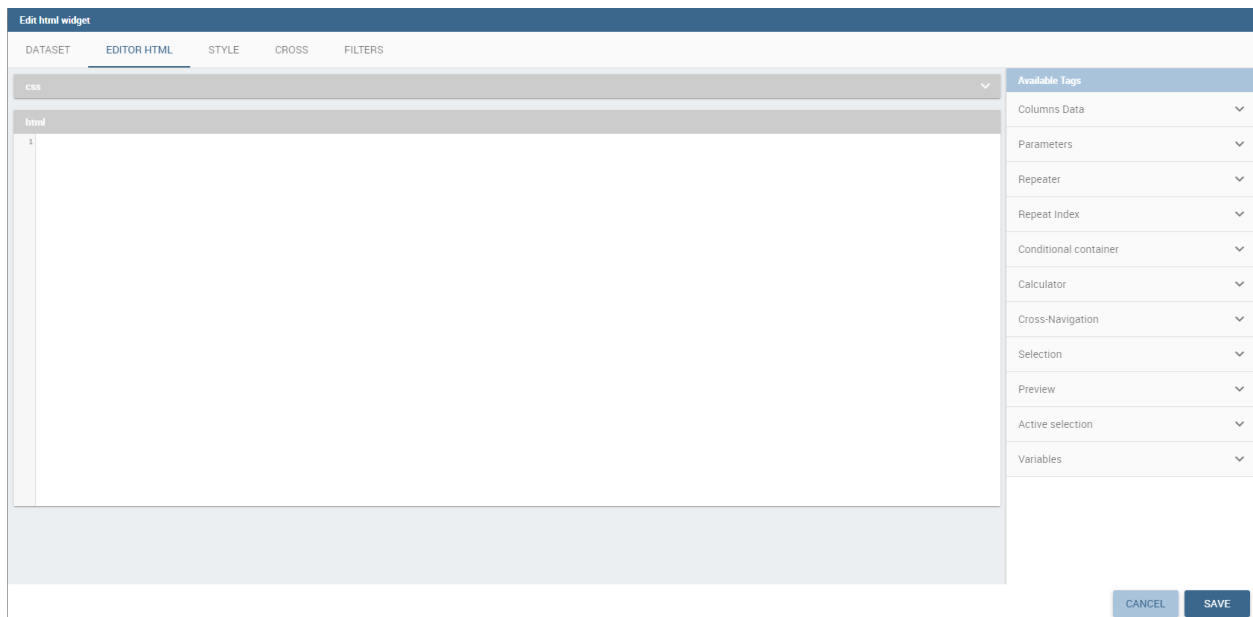 Edit html widget
DATASET EDITOR HTML STYLE CROSS FILTERS
css
html
1
Available Tags
Columns Data
Parameters
Repeater
Repeat Index
Conditional container
Calculator
Cross-Navigation
Selection
Preview
Active selection
Variables
CANCEL SAVE